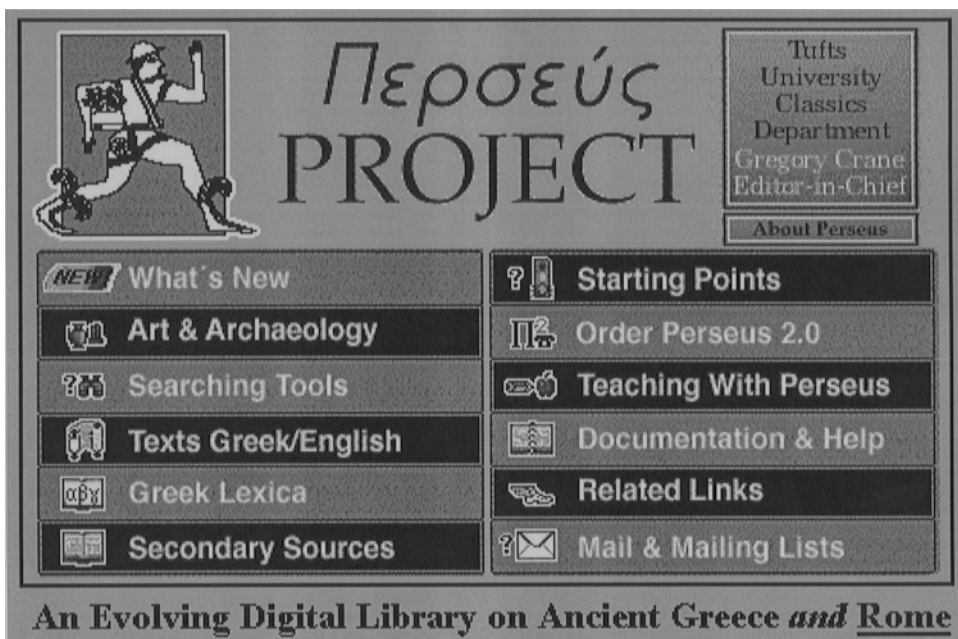 Περσεύς
PROJECT
Tufts
University
Classics
Department
Gregory Crane
Editor-in-Chief
About Perseus
NEW What´s New
Art & Archaeology
? Searching Tools
Texts Greek/English
αβγ Greek Lexica
Secondary Sources
? Starting Points
Π2 Order Perseus 2.0
Teaching With Perseus
Documentation & Help
Related Links
? Mail & Mailing Lists
An Evolving Digital Library on Ancient Greece and Rome